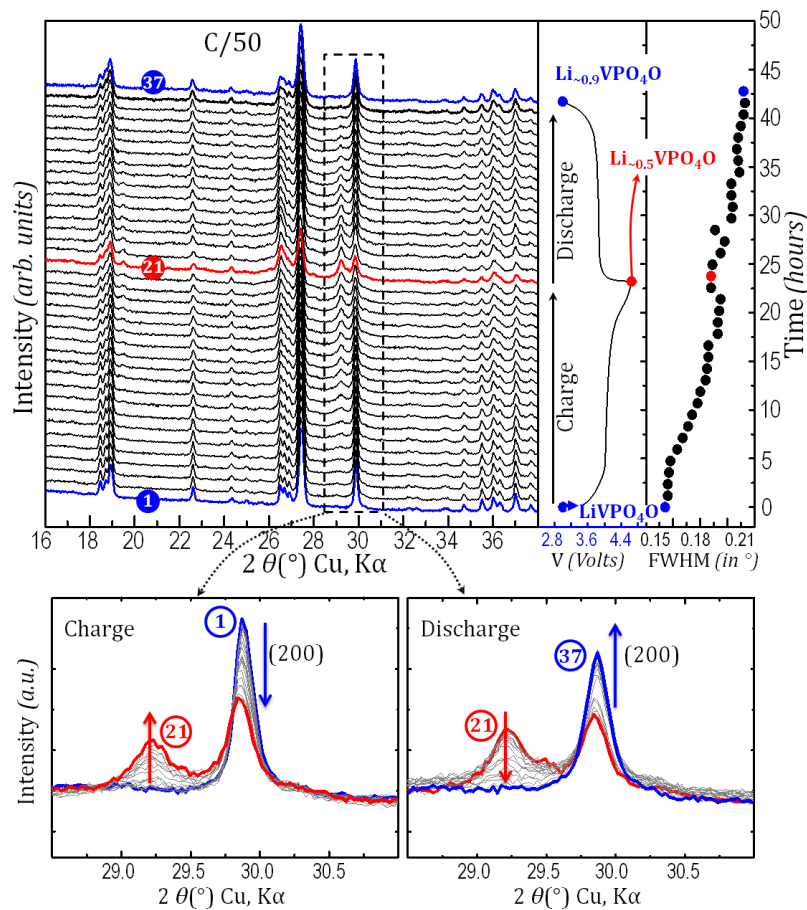 C/50
37
21
1
Intensity (arb. units)
16 18 20 22 24 26 28 30 32 34 36
2 θ(°) Cu, Kα
Li~0.9VPO4O
Li~0.5VPO4O
LiVPO4O
Discharge
Charge
2.8 3.6 4.4
V (Volts)
0.15 0.18 0.21
FWHM (in °)
50
45
40
35
30
25
20
15
10
5
0
Time (hours)
Charge
1
(200)
21
Intensity (a.u.)
29.0 29.5 30.0 30.5
2 θ(°) Cu, Kα
Discharge
37
(200)
21
29.0 29.5 30.0 30.5
2 θ(°) Cu, Kα